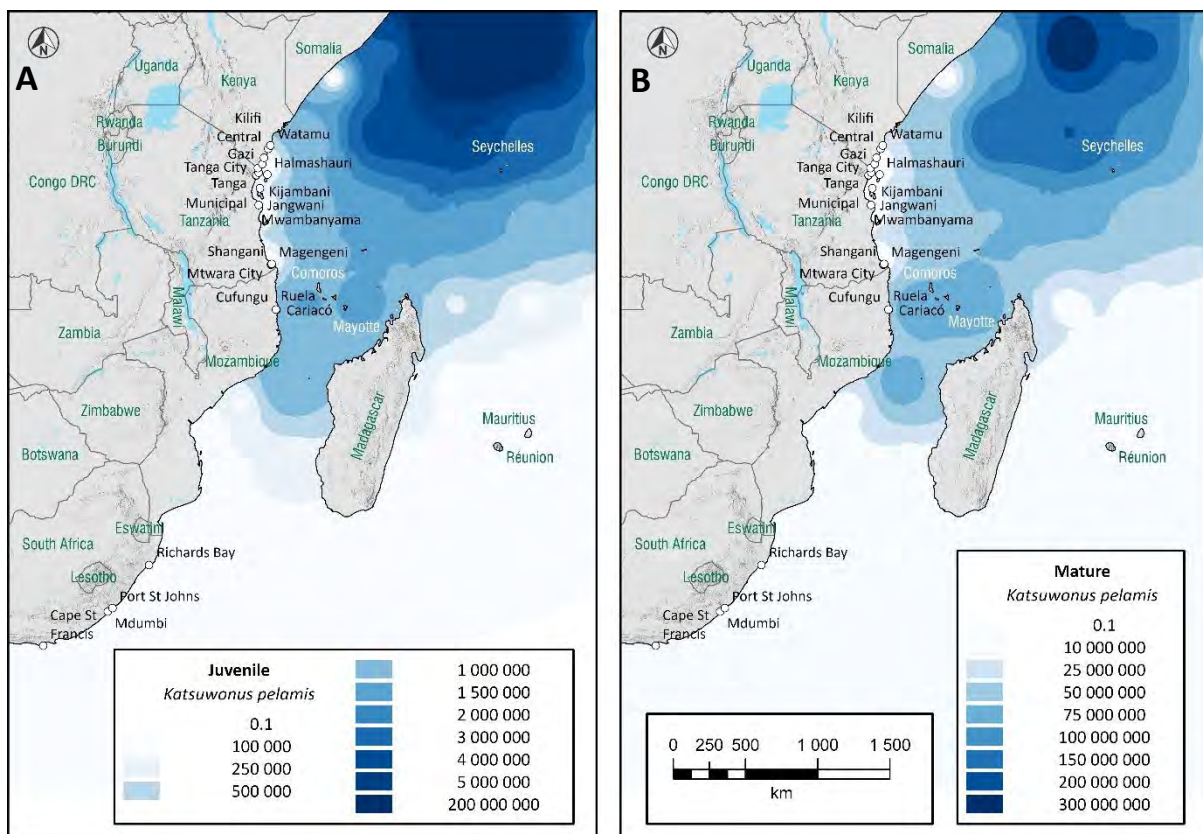 N
A
Somalia
Uganda
Kenya
Rwanda
Burundi
Kilifi
Central
Watamu
Gazi
Halmashauri
Tanga City
Tanga
Kijambani
Municipal
Jangwani
Tanzania
Mwambanyama
Seychelles
Congo DRC
Shangani
Magengeni
Mtwara City
Comoros
Cufungu
Ruela
Cariacó
Malawi
Mayotte
Zambia
Mozambique
Zimbabwe
Madagascar
Mauritius
Réunion
Botswana
Eswatini
South Africa
Richards Bay
Lesotho
Port St Johns
Cape St
Francis
Mdumbi
Juvenile
Katsuwonus pelamis
0.1
100 000
250 000
500 000
1 000 000
1 500 000
2 000 000
3 000 000
4 000 000
5 000 000
200 000 000
N
B
Somalia
Uganda
Kenya
Rwanda
Burundi
Kilifi
Central
Watamu
Gazi
Halmashauri
Tanga City
Tanga
Kijambani
Municipal
Jangwani
Tanzania
Mwambanyama
Seychelles
Congo DRC
Shangani
Magengeni
Mtwara City
Comoros
Cufungu
Ruela
Cariacó
Malawi
Mayotte
Zambia
Mozambique
Zimbabwe
Madagascar
Mauritius
Réunion
Botswana
Eswatini
South Africa
Richards Bay
Lesotho
Port St Johns
Cape St
Francis
Mdumbi
0 250 500 1 000 1 500
km
Mature
Katsuwonus pelamis
0.1
10 000 000
25 000 000
50 000 000
75 000 000
100 000 000
150 000 000
200 000 000
300 000 000